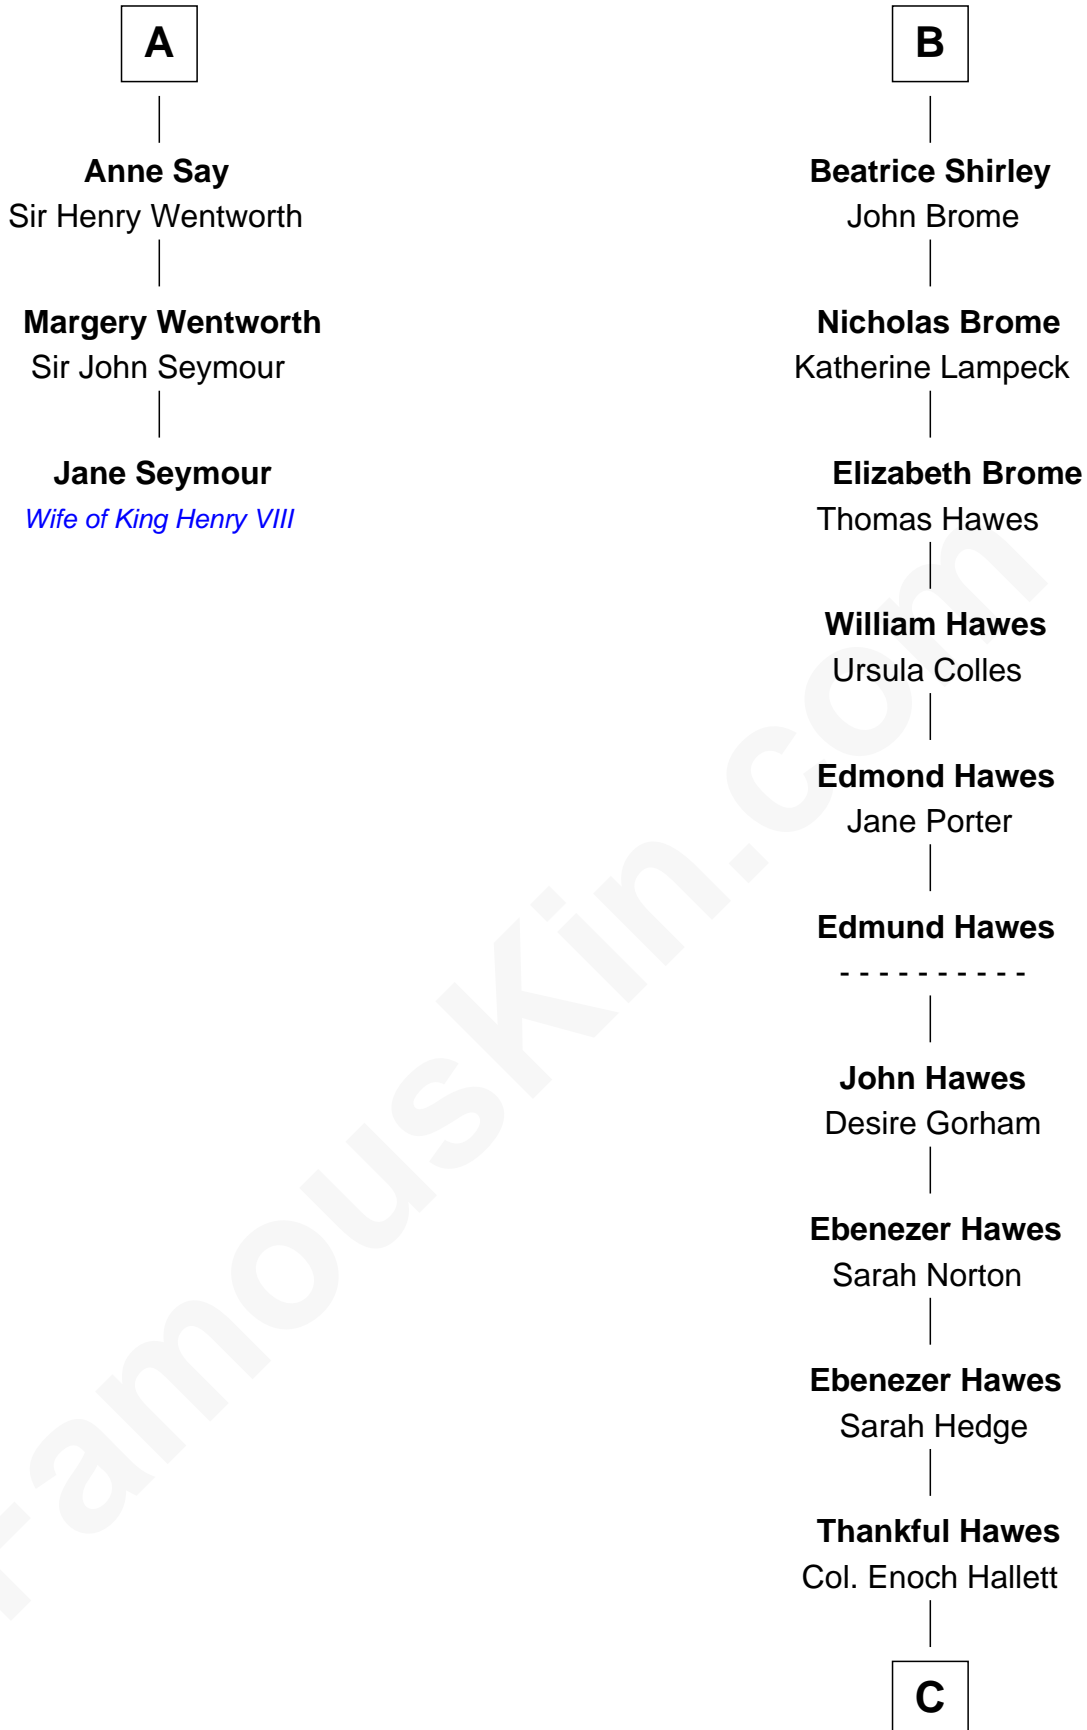 A
Anne Say
Sir Henry Wentworth
Margery Wentworth
Sir John Seymour
Jane Seymour
Wife of King Henry VIII
B
Beatrice Shirley
John Brome
Nicholas Brome
Katherine Lampeck
Elizabeth Brome
Thomas Hawes
William Hawes
Ursula Colles
Edmond Hawes
Jane Porter
Edmund Hawes
- - - - - - - - - -
John Hawes
Desire Gorham
Ebenezer Hawes
Sarah Norton
Ebenezer Hawes
Sarah Hedge
Thankful Hawes
Col. Enoch Hallett
C
FamousKin.com